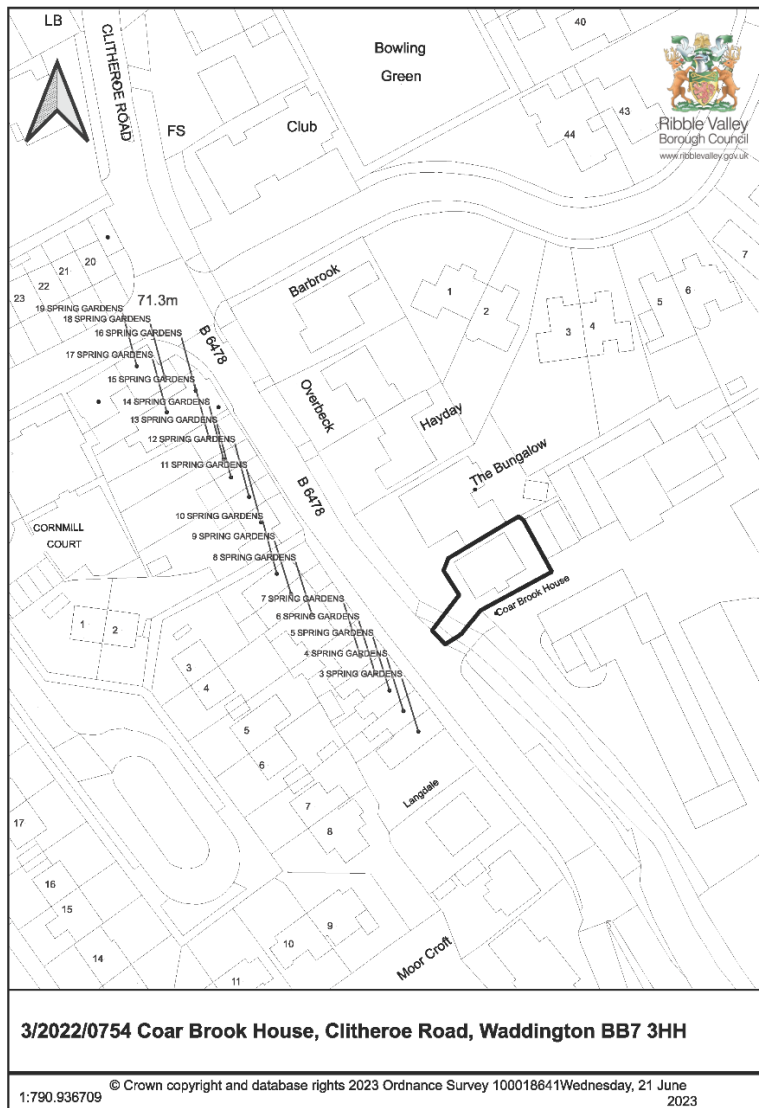 LB
CLITHEROE ROAD
FS
Club
Bowling
Green
40
43
44
Ribble Valley
Borough Council
www.ribblevalley.gov.uk
23
22
21
20
19 SPRING GARDENS
18 SPRING GARDENS
71.3m
16 SPRING GARDENS
17 SPRING GARDENS
15 SPRING GARDENS
14 SPRING GARDENS
13 SPRING GARDENS
12 SPRING GARDENS
11 SPRING GARDENS
10 SPRING GARDENS
9 SPRING GARDENS
8 SPRING GARDENS
7 SPRING GARDENS
6 SPRING GARDENS
5 SPRING GARDENS
4 SPRING GARDENS
3 SPRING GARDENS
B 6478
B 6478
Barbrook
Overbeck
Hayday
The Bungalow
Coar Brook House
1
2
3
4
5
6
7
CORNMILL
COURT
1
2
3
4
5
6
7
8
9
10
11
14
15
16
17
Langdale
Moor Croft
3/2022/0754 Coar Brook House, Clitheroe Road, Waddington BB7 3HH
1:790.936709
© Crown copyright and database rights 2023 Ordnance Survey 100018641Wednesday, 21 June
2023